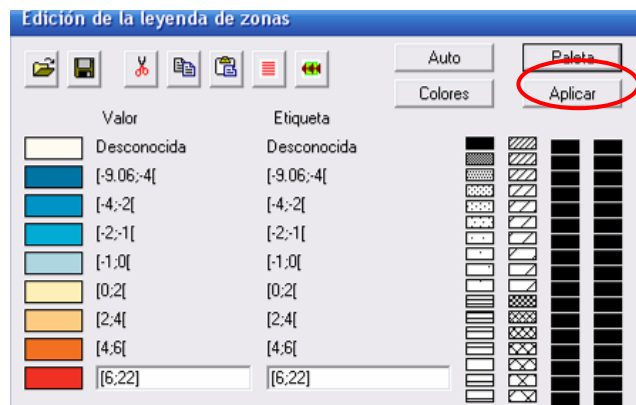 Edición de la leyenda de zonas
Auto Paleta
Colores Aplicar
Valor Etiqueta
Desconocida Desconocida
[-9.06;-4[ [-9.06;-4[
[-4;-2[ [-4;-2[
[-2;-1[ [-2;-1[
[-1;0[ [-1;0[
[0;2[ [0;2[
[2;4[ [2;4[
[4;6[ [4;6[
[6;22] [6;22]